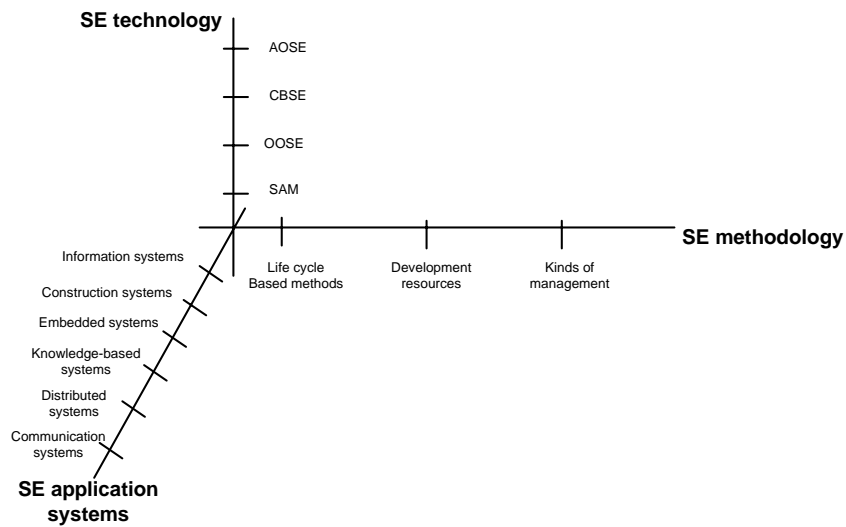 SE technology
AOSE
CBSE
OOSE
SAM
SE methodology
Life cycle
Based methods
Development
resources
Kinds of
management
Information systems
Construction systems
Embedded systems
Knowledge-based
systems
Distributed
systems
Communication
systems
SE application
systems